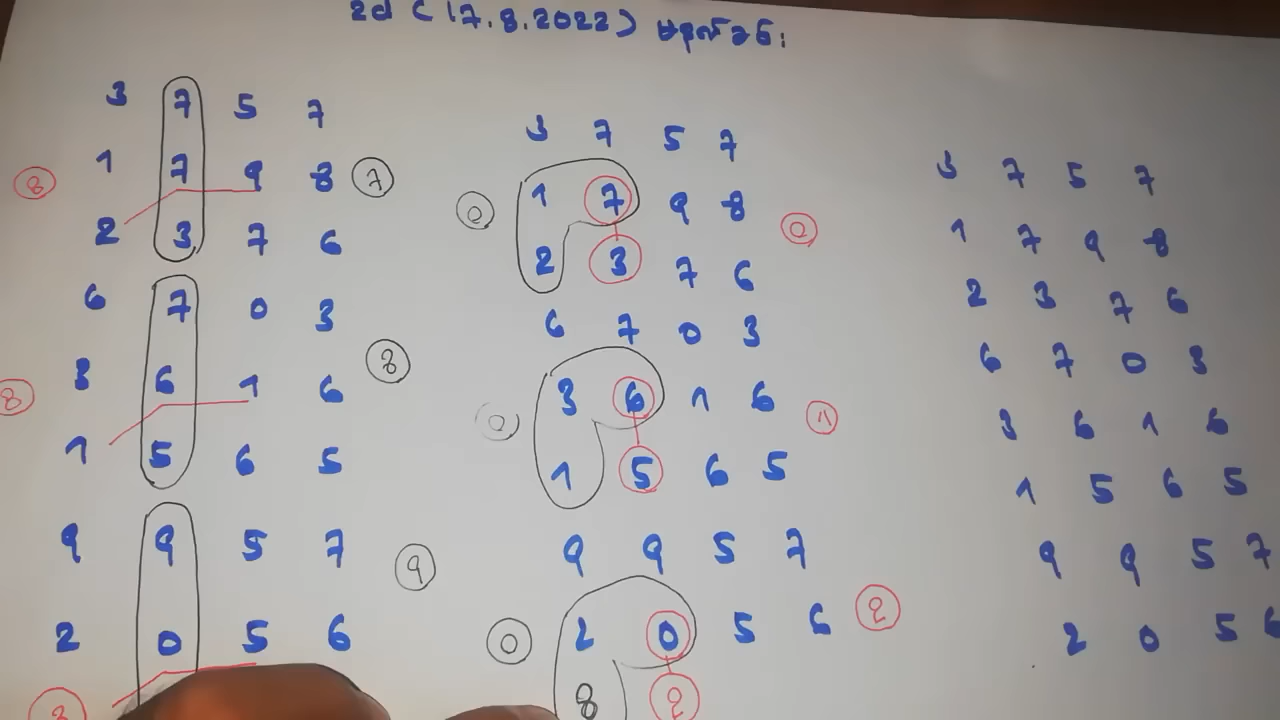 2d (17.8.2022)
3 7 5 7
8 1 7 9 8 7
2 3 7 6
6 7 0 3
8 3 6 1 6 8
1 5 6 5
9 9 5 7 9
2 0 5 6
3 7 5 7
0 1 7 9 8 0
2 3 7 6
6 7 0 3
0 3 6 1 6
1 5 6 5
9 9 5 7
0 2 0 5 6 ?
8 ?
3 7 5 7
1 7 9 8
2 3 7 6
6 7 0 3
3 6 1 6
1 5 6 5
9 9 5 7
2 0 5 6